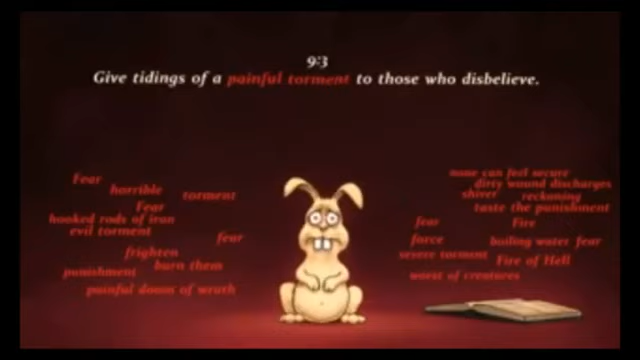 9:3
Give tidings of a painful torment to those who disbelieve.
Fear
horrible
torment
Fear
hooked rods of iran
evil torment
fear
frighten
burn them
punishment
painful doom of wrath
none can feel secure
dirty wound discharges
shiver
reckoning
taste the punishment
fear
Fire
force
boiling water
fear
severe torment
Fire of Hell
worst of creatures